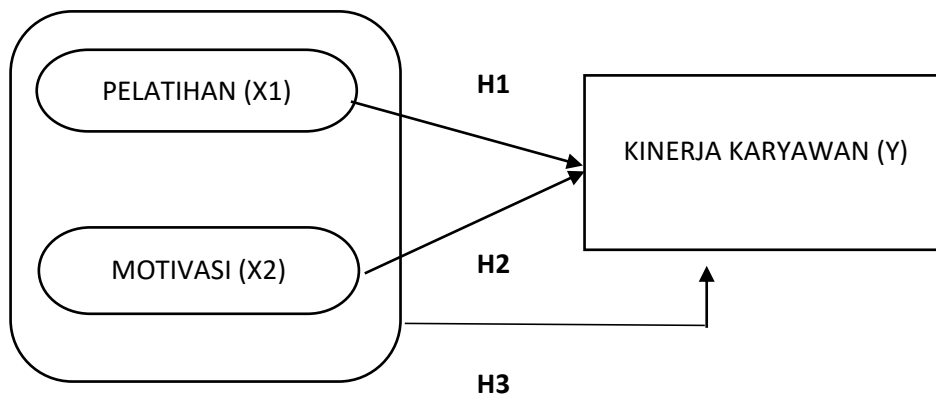 PELATIHAN (X1)
H1
KINERJA KARYAWAN (Y)
MOTIVASI (X2)
H2
H3